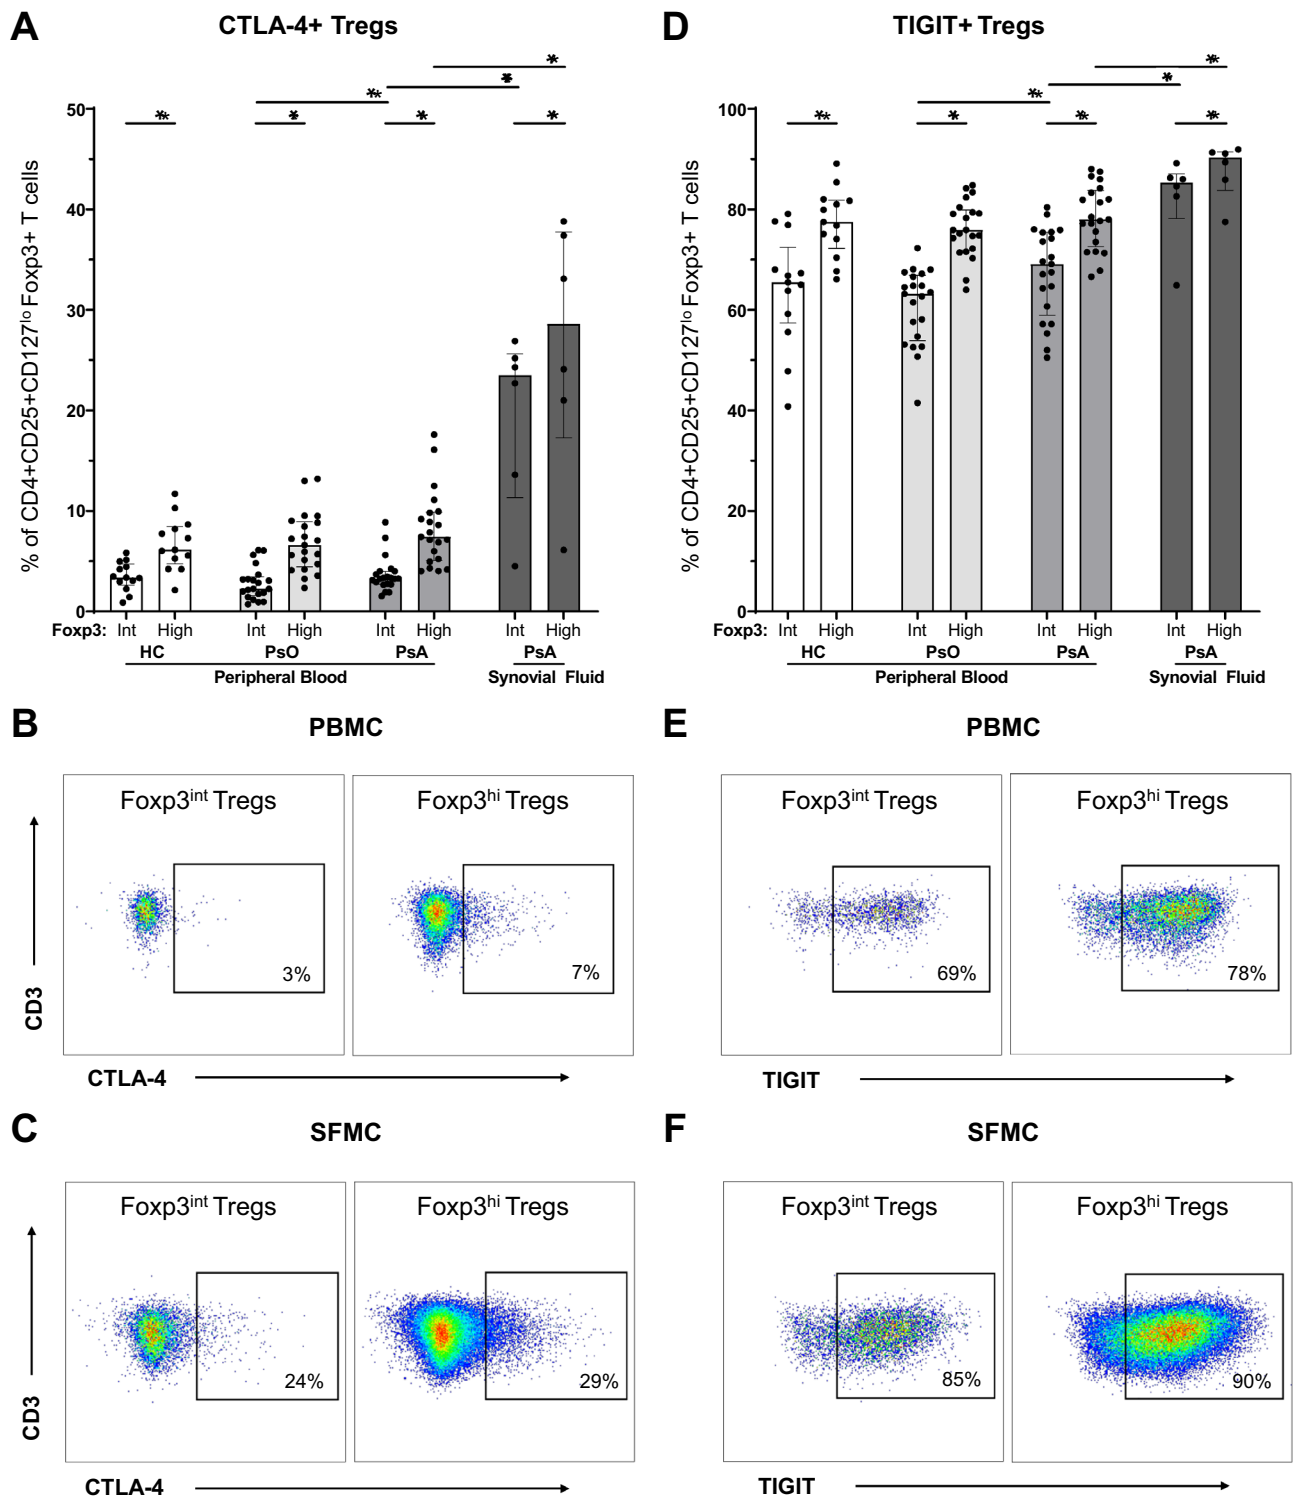 A
CTLA-4+ Tregs
% of CD4+CD25+CD127lo Foxp3+ T cells
50
40
30
20
10
0
** * ** * * * *
Foxp3: Int High Int High Int High Int High
HC PsO PsA PsA
Peripheral Blood Synovial Fluid
D
TIGIT+ Tregs
% of CD4+CD25+CD127lo Foxp3+ T cells
100
80
60
40
20
0
** * ** * * * *
Foxp3: Int High Int High Int High Int High
HC PsO PsA PsA
Peripheral Blood Synovial Fluid
B
PBMC
Foxp3int Tregs
Foxp3hi Tregs
3%
7%
CD3
CTLA-4
E
PBMC
Foxp3int Tregs
Foxp3hi Tregs
69%
78%
TIGIT
C
SFMC
Foxp3int Tregs
Foxp3hi Tregs
24%
29%
CD3
CTLA-4
F
SFMC
Foxp3int Tregs
Foxp3hi Tregs
85%
90%
TIGIT